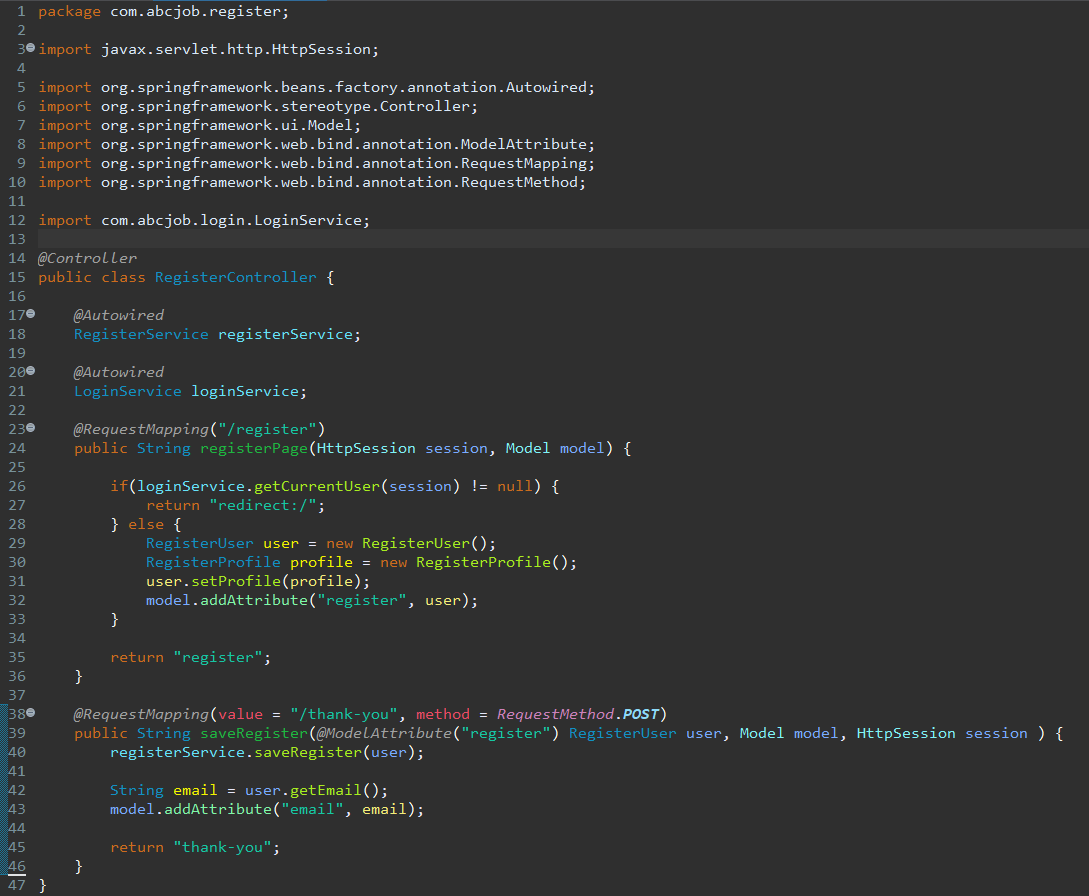 1 package com.abcjob.register;
2
3 import javax.servlet.http.HttpSession;
4
5 import org.springframework.beans.factory.annotation.Autowired;
6 import org.springframework.stereotype.Controller;
7 import org.springframework.ui.Model;
8 import org.springframework.web.bind.annotation.ModelAttribute;
9 import org.springframework.web.bind.annotation.RequestMapping;
10 import org.springframework.web.bind.annotation.RequestMethod;
11
12 import com.abcjob.login.LoginService;
13
14 @Controller
15 public class RegisterController {
16
17     @Autowired
18     RegisterService registerService;
19
20     @Autowired
21     LoginService loginService;
22
23     @RequestMapping("/register")
24     public String registerPage(HttpSession session, Model model) {
25
26         if(loginService.getCurrentUser(session) != null) {
27             return "redirect:/";
28         } else {
29             RegisterUser user = new RegisterUser();
30             RegisterProfile profile = new RegisterProfile();
31             user.setProfile(profile);
32             model.addAttribute("register", user);
33         }
34
35         return "register";
36     }
37
38     @RequestMapping(value = "/thank-you", method = RequestMethod.POST)
39     public String saveRegister(@ModelAttribute("register") RegisterUser user, Model model, HttpSession session ) {
40         registerService.saveRegister(user);
41
42         String email = user.getEmail();
43         model.addAttribute("email", email);
44
45         return "thank-you";
46     }
47 }